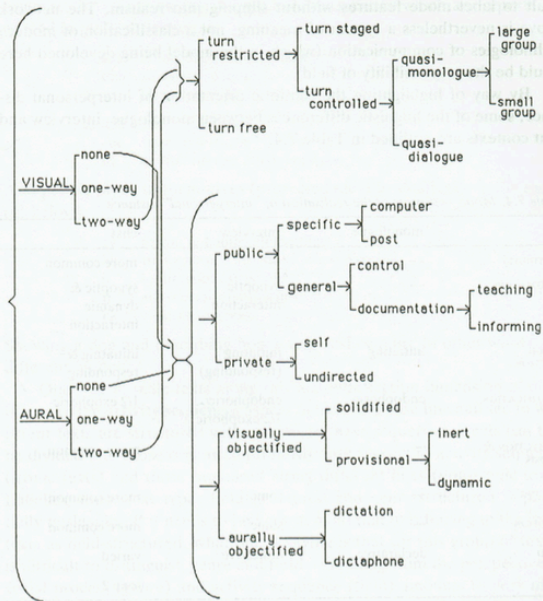 turn restricted
turn staged
turn controlled
quasi-monologue
large group
small group
quasi-dialogue
turn free
VISUAL
none
one-way
two-way
public
specific
computer
post
general
control
documentation
teaching
informing
private
self
undirected
AURAL
none
one-way
two-way
visually objectified
solidified
provisional
inert
dynamic
aurally objectified
dictation
dictaphone